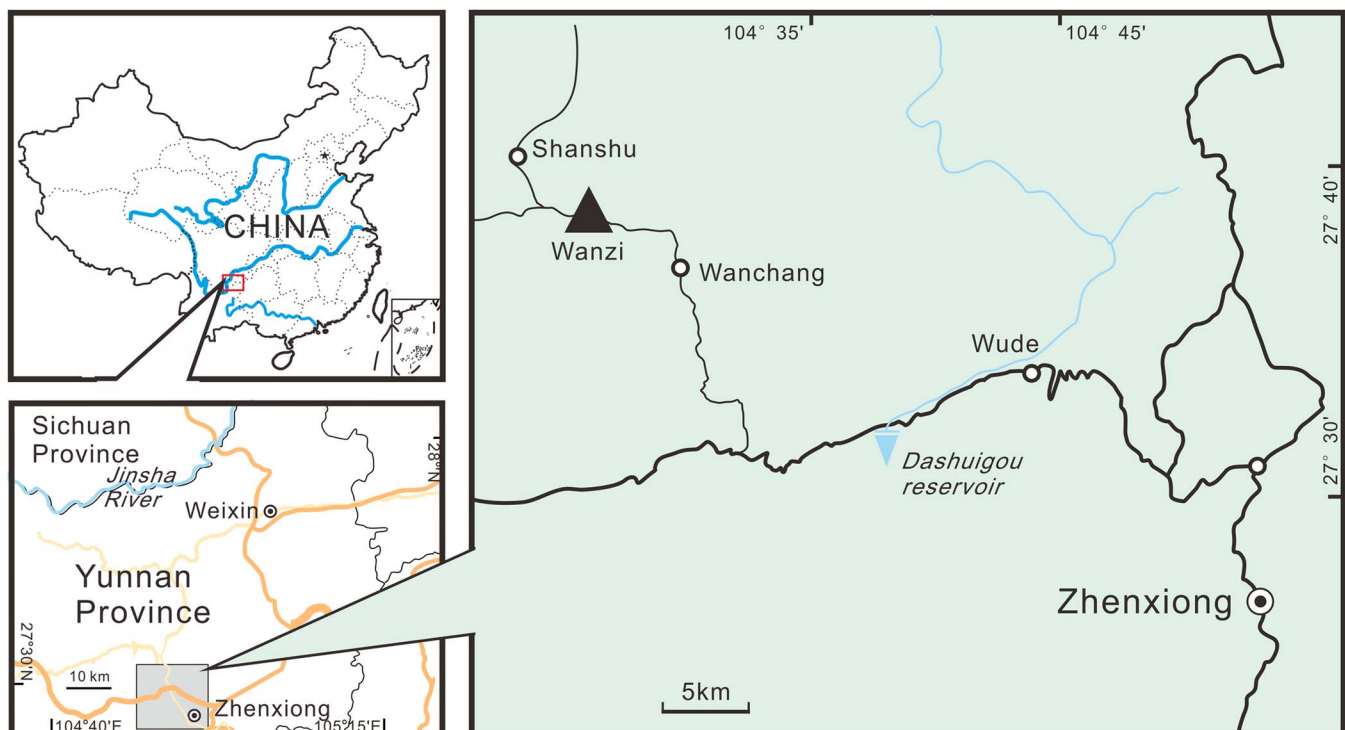 CHINA
Sichuan
Province
Jinsha
River
28°N
Weixin
Yunnan
Province
27°30'N
10 km
Zhenxiong
104°40'E
105°15'E
104° 35'
104° 45'
Shanshu
27° 40'
Wanzi
Wanchang
Wude
27° 30'
Dashuigou
reservoir
Zhenxiong
5km